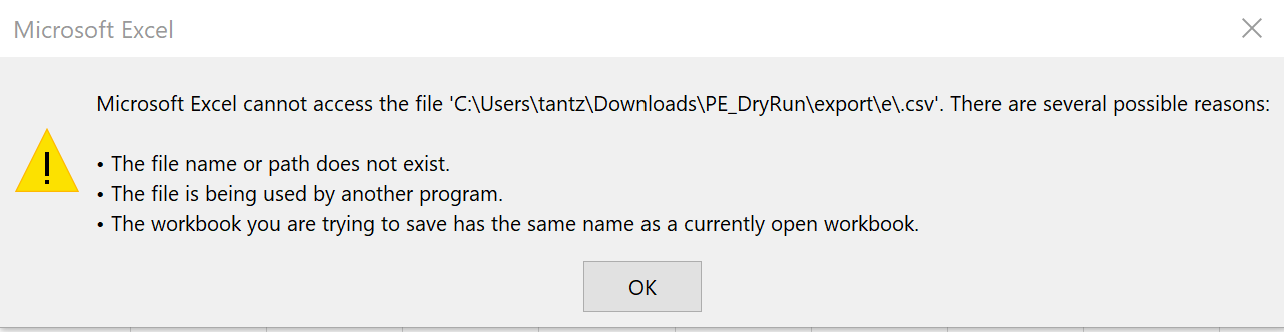 Microsoft Excel
Microsoft Excel cannot access the file 'C:\Users\tantz\Downloads\PE_DryRun\export\e\.csv'. There are several possible reasons:
• The file name or path does not exist.
• The file is being used by another program.
• The workbook you are trying to save has the same name as a currently open workbook.
OK